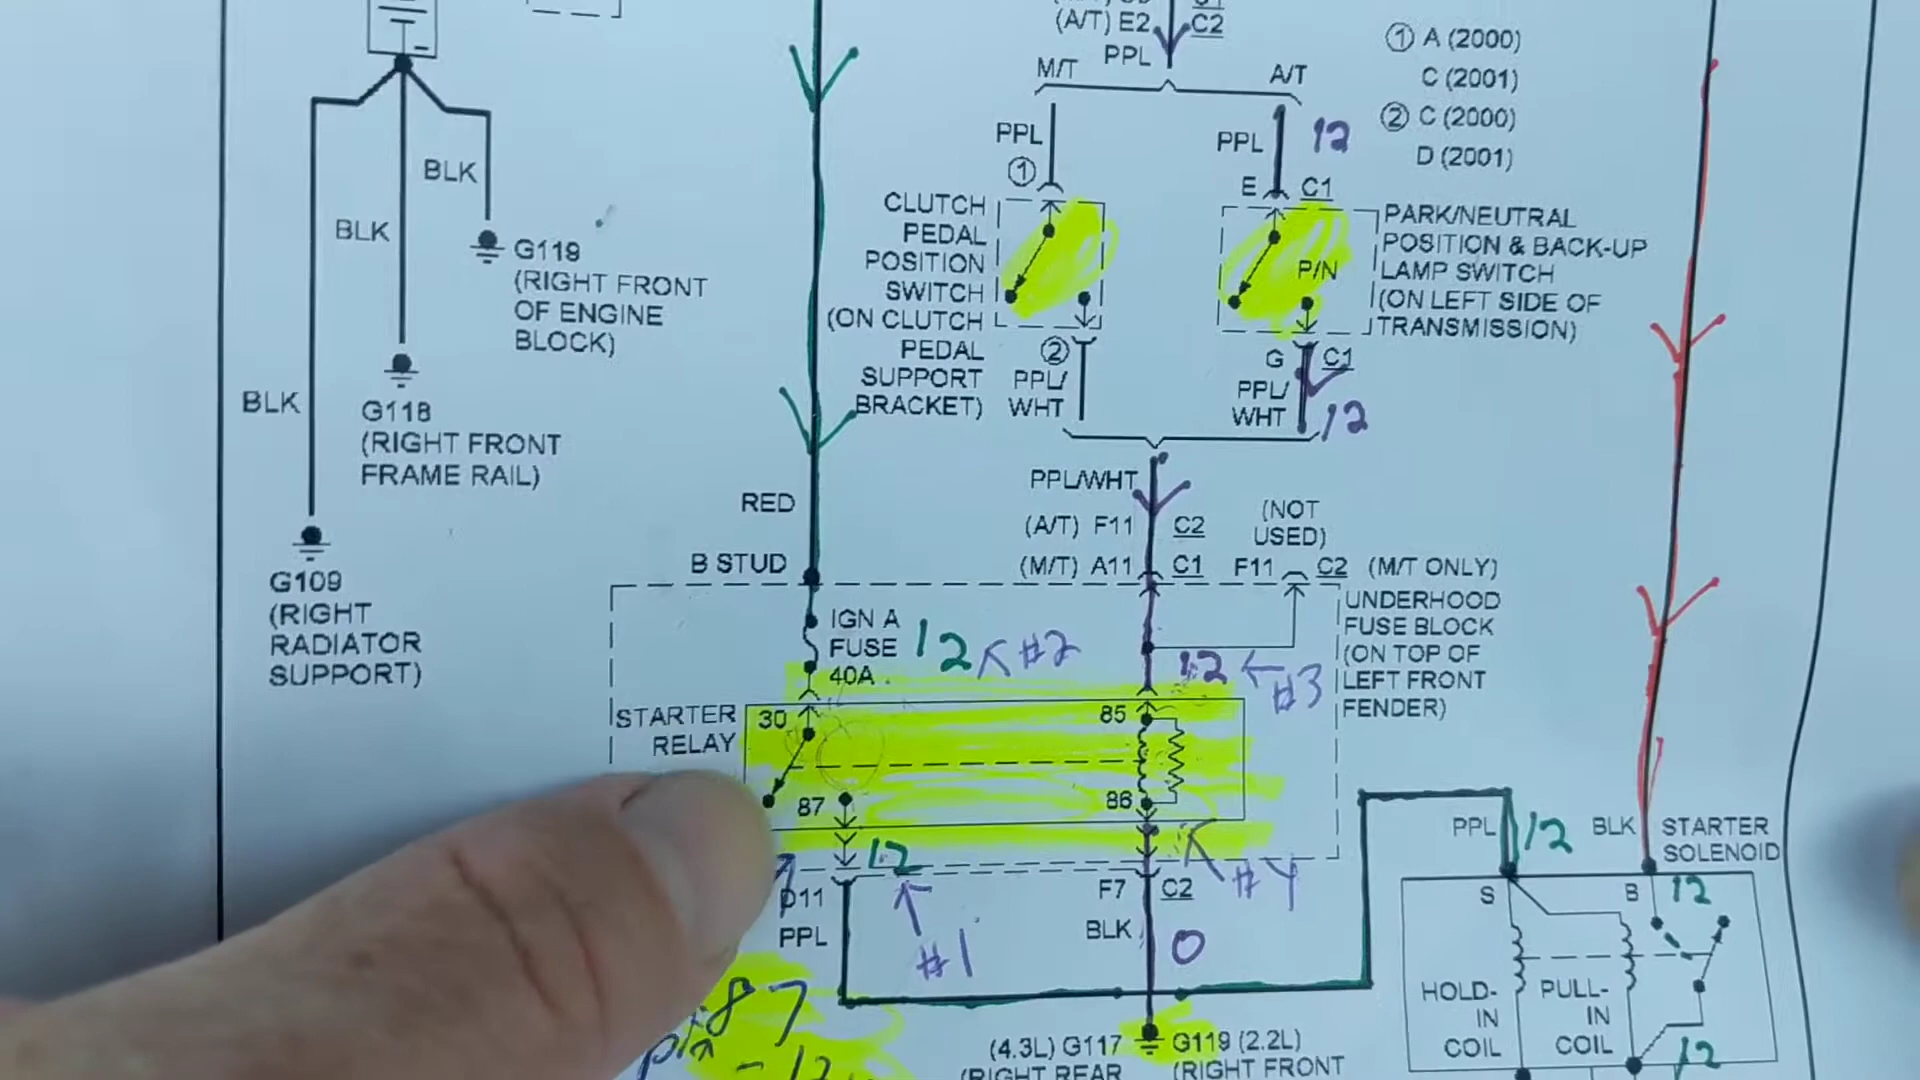 (A/T) E2 C2
PPL
① A (2000)
C (2001)
② C (2000)
D (2001)
M/T
A/T
PPL
PPL
12
①
E C1
CLUTCH
PEDAL
POSITION
SWITCH
(ON CLUTCH
PEDAL
SUPPORT
BRACKET)
P/N
PARK/NEUTRAL
POSITION & BACK-UP
LAMP SWITCH
(ON LEFT SIDE OF
TRANSMISSION)
②
PPL/
WHT
G C1
PPL/
WHT
12
BLK
BLK
BLK
G119
(RIGHT FRONT
OF ENGINE
BLOCK)
G118
(RIGHT FRONT
FRAME RAIL)
G109
(RIGHT
RADIATOR
SUPPORT)
RED
B STUD
PPL/WHT
(A/T) F11 C2
(M/T) A11 C1
(NOT
USED)
F11 C2 (M/T ONLY)
UNDERHOOD
FUSE BLOCK
(ON TOP OF
LEFT FRONT
FENDER)
IGN A
FUSE
40A
12 #2
12 #3
STARTER
RELAY
30
85
87
86
12
#1
#4
D11
PPL
F7 C2
BLK
0
(4.3L) G117
(RIGHT REAR
G119 (2.2L)
(RIGHT FRONT
87
- 12
PPL
12
BLK
STARTER
SOLENOID
S
B
12
HOLD-
IN
COIL
PULL-
IN
COIL
12